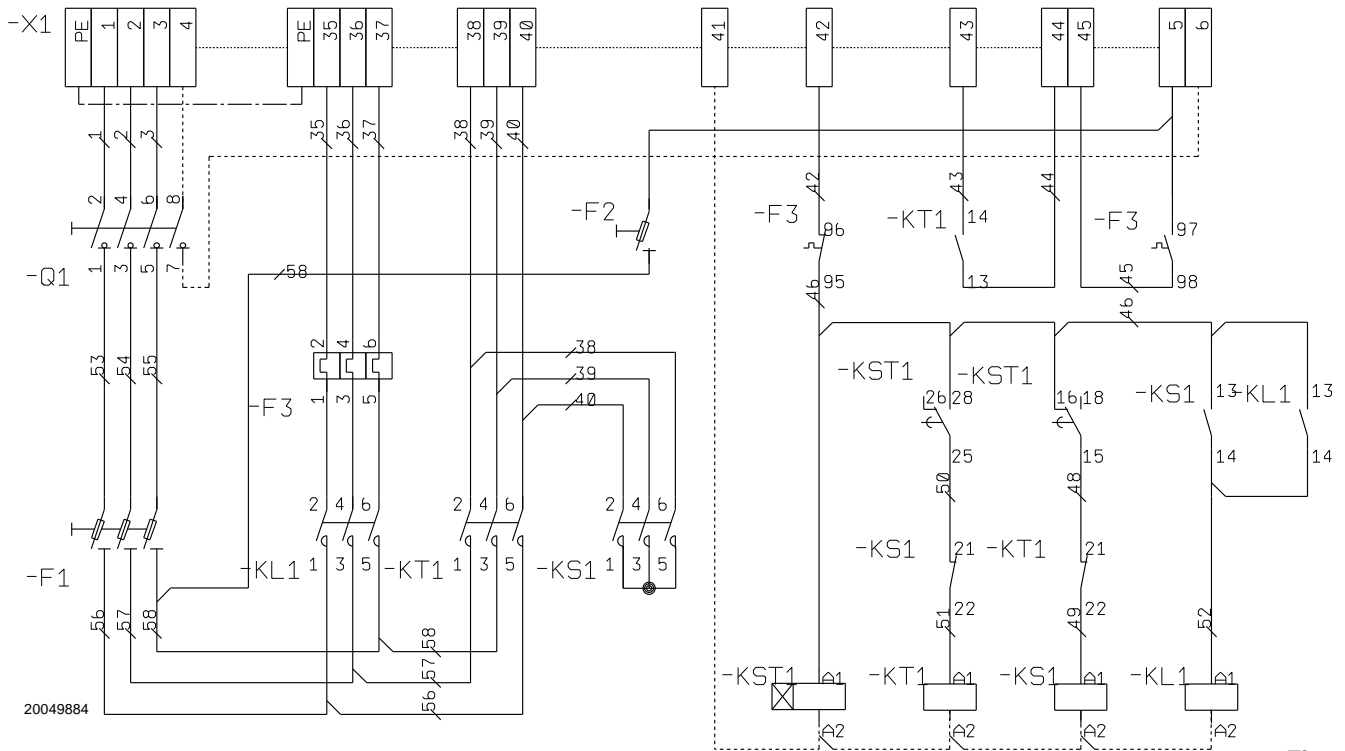 -X1 PE 1 2 3 4 PE 35 36 37 38 39 40 41 42 43 44 45 5 6
1 2 3 35 36 37 38 39 40
42 43 44
2 4 6 8 -F2 -F3 96 -KT1 14 -F3 97
-Q1 1 3 5 7 58 46 95 13 45 98
46
2 4 6 38
53 54 55 -KST1 -KST1
39 -KS1 13 -KL1 13
1 3 5 -F3 40 26 28 16 18
25 15 14 14
50 48
2 4 6 2 4 6 2 4 6
-KS1 21 -KT1 21
-F1 -KL1 1 3 5 -KT1 1 3 5 -KS1 1 3 5
56 57 58 51 22 49 22 52
58
57
-KST1 A1 -KT1 A1 -KS1 A1 -KL1 A1
56
20049884
A2 A2 A2 A2